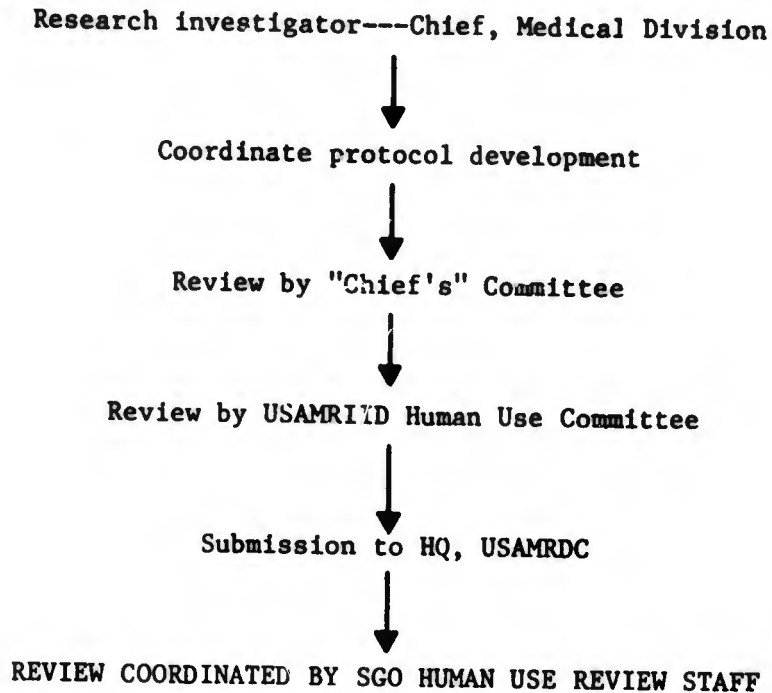 Research investigator---Chief, Medical Division
Coordinate protocol development
Review by "Chief's" Committee
Review by USAMRIID Human Use Committee
Submission to HQ, USAMRDC
REVIEW COORDINATED BY SGO HUMAN USE REVIEW STAFF